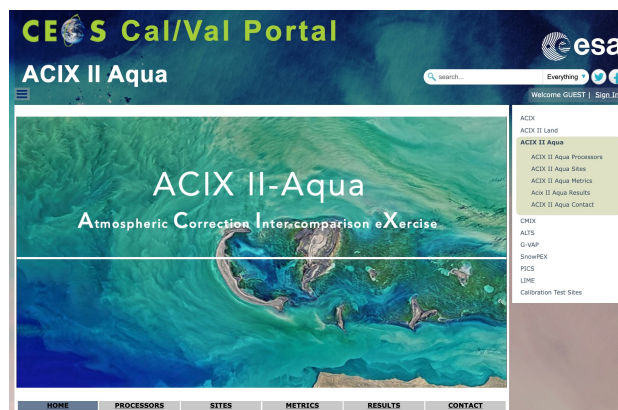 CEOS Cal/Val Portal
esa
ACIX II Aqua
search...
Everything
Welcome GUEST | Sign In
ACIX
ACIX II Land
ACIX II Aqua
ACIX II Aqua Processors
ACIX II Aqua Sites
ACIX II Aqua Metrics
Acix II Aqua Results
ACIX II Aqua Contact
CMIX
ALTS
G-VAP
SnowPEX
PICS
LIME
Calibration Test Sites
ACIX II-Aqua
Atmospheric Correction Inter-comparison eXercise
HOME PROCESSORS SITES METRICS RESULTS CONTACT